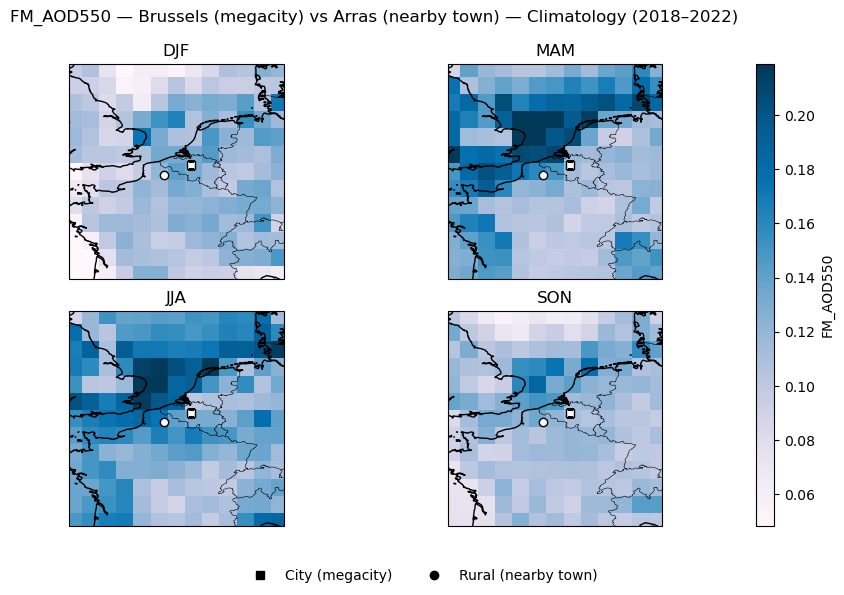 FM_AOD550 — Brussels (megacity) vs Arras (nearby town) — Climatology (2018–2022)
DJF
MAM
JJA
SON
0.20
0.18
0.16
0.14
0.12
0.10
0.08
0.06
FM_AOD550
City (megacity)
Rural (nearby town)